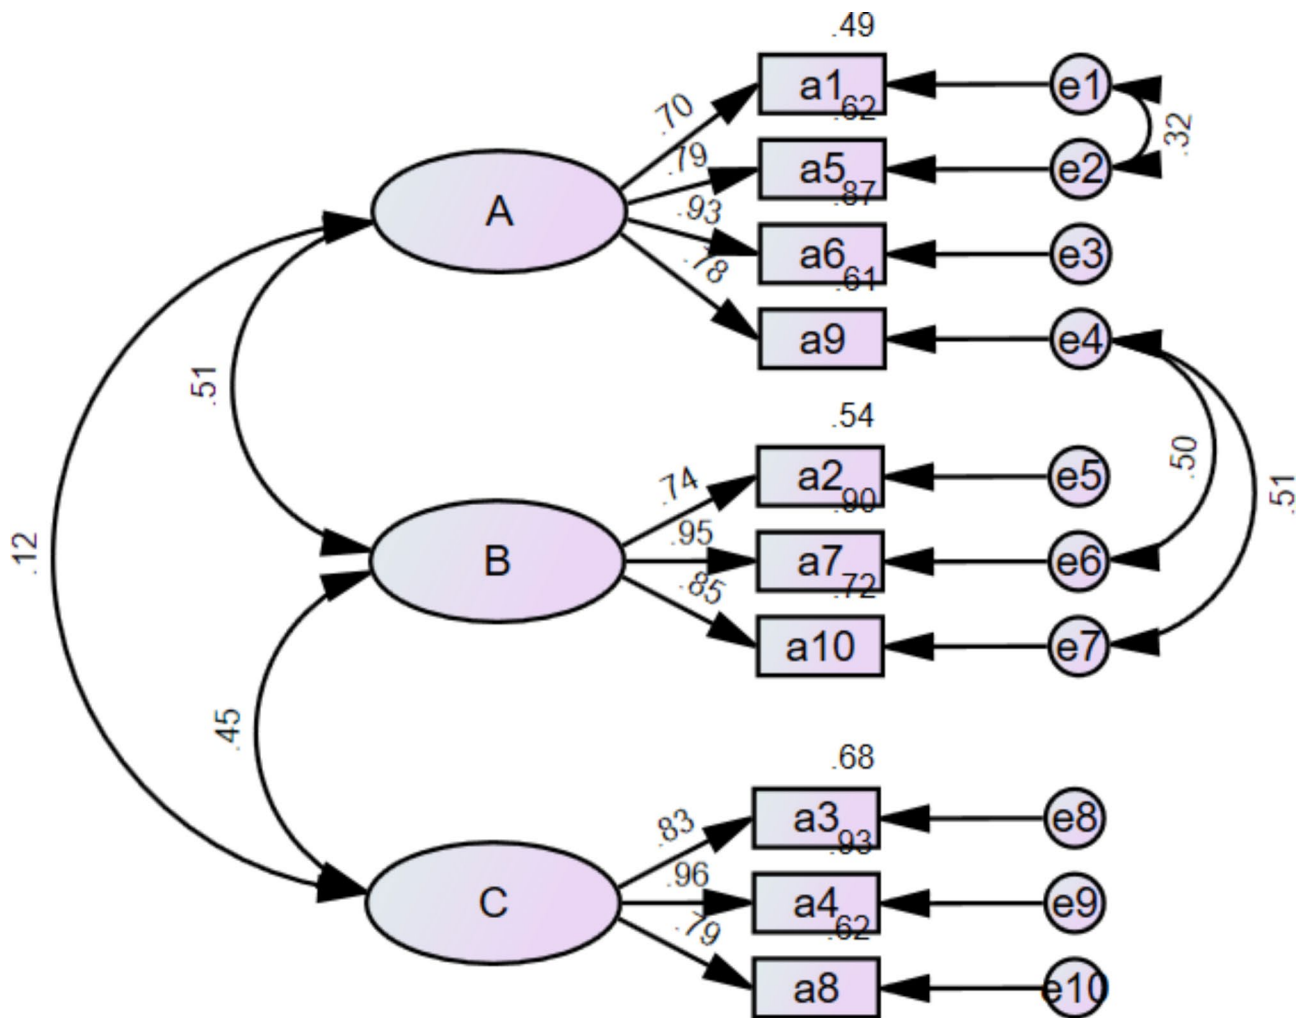 .49
a1
e1
.70
.62
.32
.79
a5
e2
A
.87
.93
a6
e3
.78
.61
a9
e4
.51
.54
.50
.74
a2
e5
.51
.90
.95
.12
B
a7
e6
.72
.85
a10
e7
.45
.68
.83
a3
e8
.93
.96
C
a4
e9
.62
.79
a8
e10